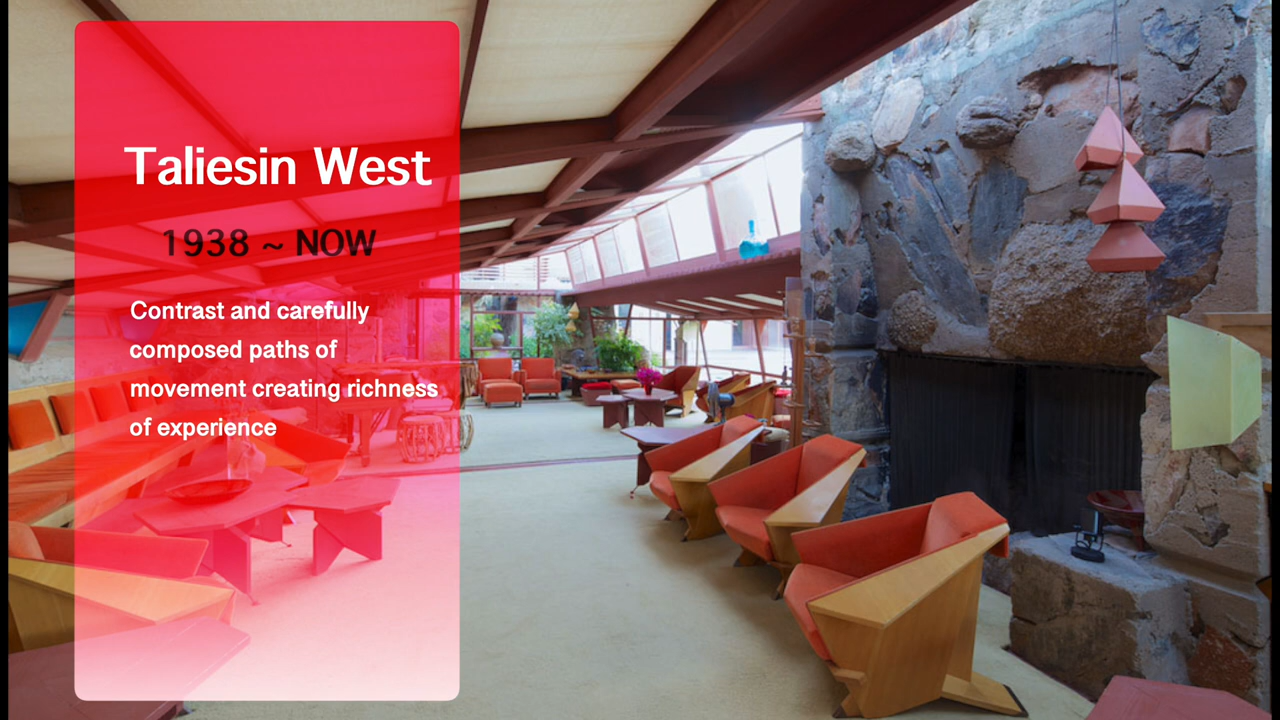 Taliesin West
1938 ~ NOW
Contrast and carefully
composed paths of
movement creating richness
of experience